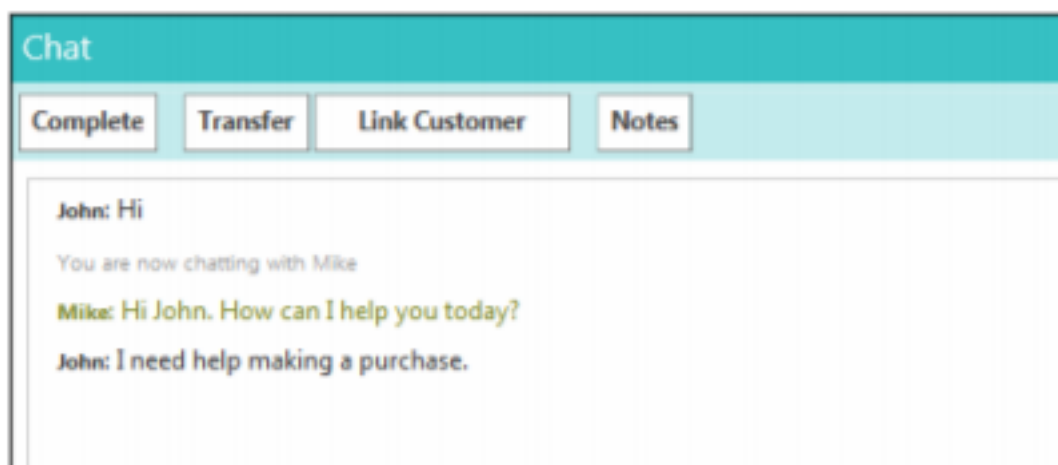 Chat
Complete Transfer Link Customer Notes
John: Hi
You are now chatting with Mike
Mike: Hi John. How can I help you today?
John: I need help making a purchase.